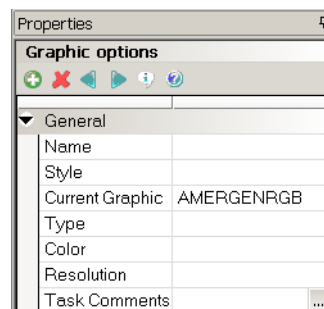 Properties
Graphic options
General
Name
Style
Current Graphic AMERGENRGB
Type
Color
Resolution
Task Comments ...